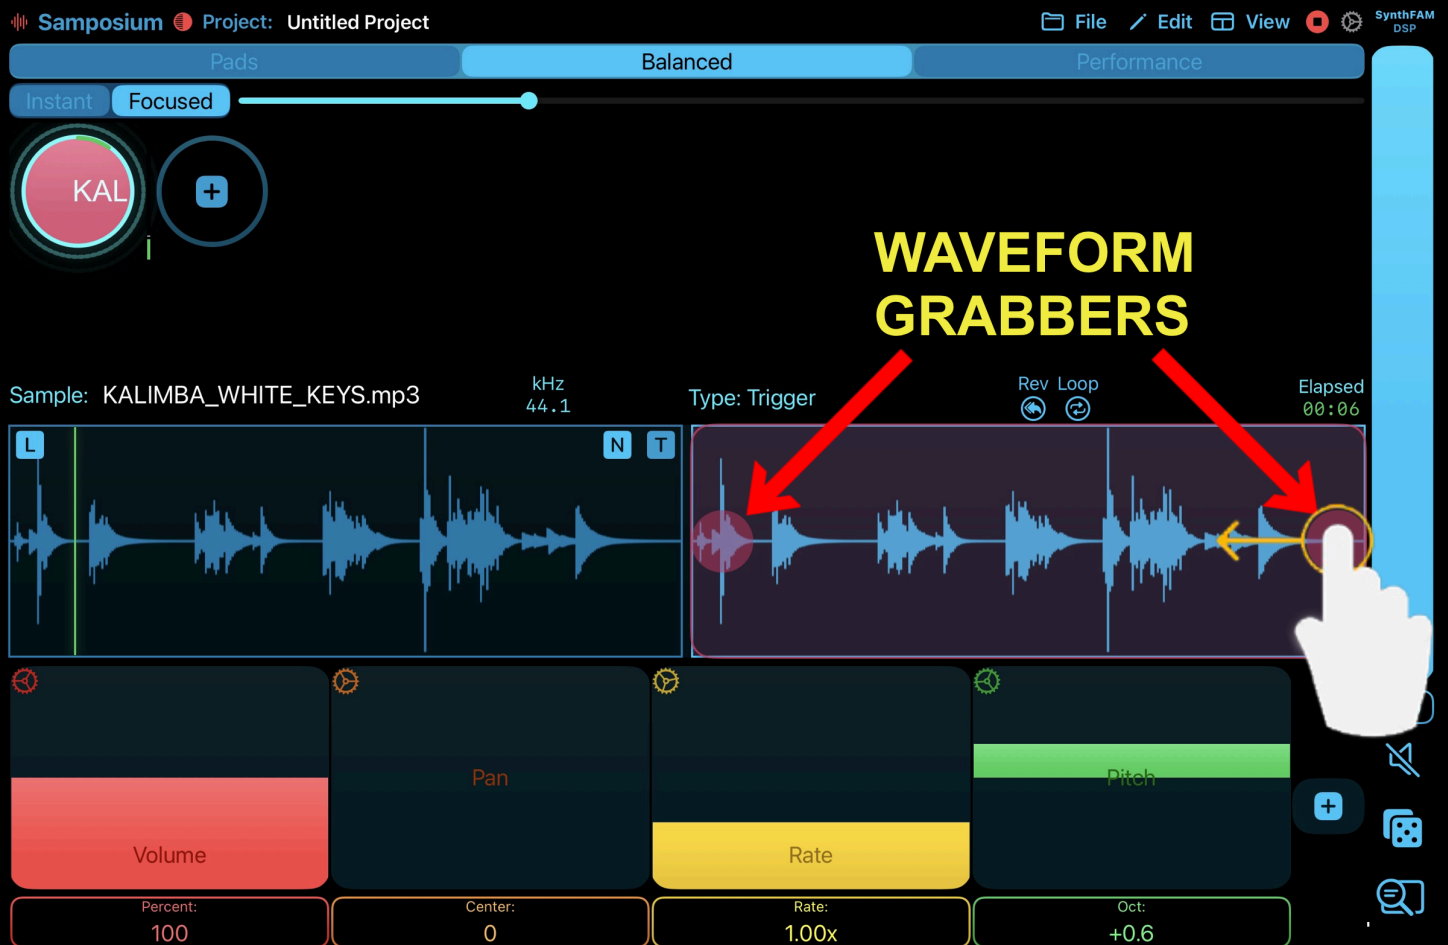 Samposium Project: Untitled Project File Edit View SynthFAM
DSP
Pads Balanced Performance
Instant Focused
KAL
WAVEFORM
GRABBERS
Sample: KALIMBA_WHITE_KEYS.mp3 kHz Type: Trigger Rev Loop Elapsed
44.1 00:06
L N T
Pan Pitch
Volume Rate
Percent: Center: Rate: Oct:
100 0 1.00x +0.6